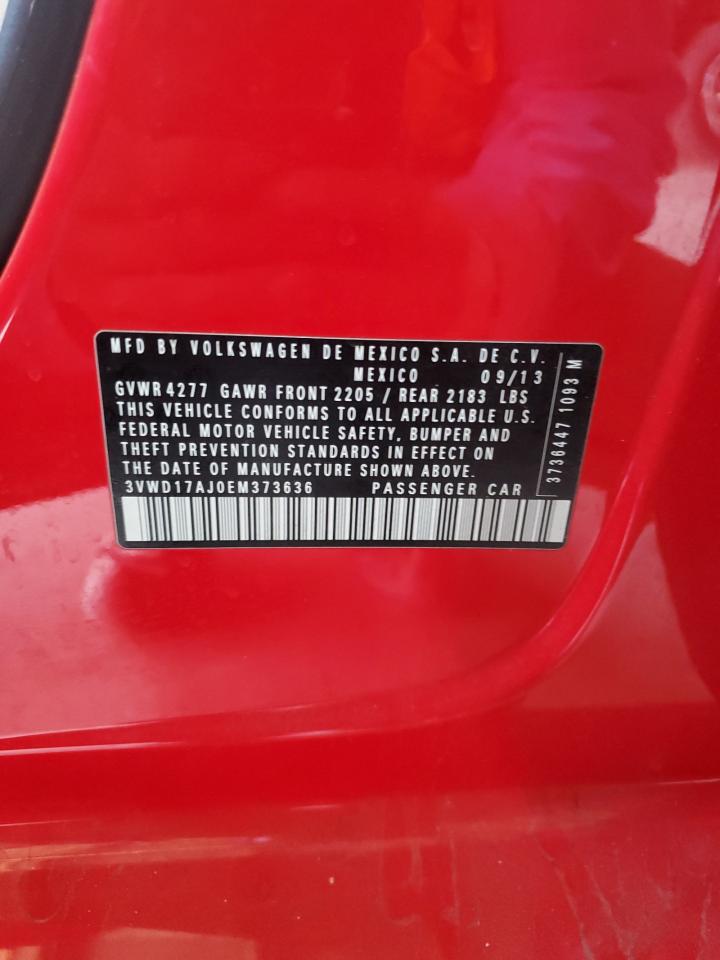 MFD BY VOLKSWAGEN DE MEXICO S.A. DE C.V.
MEXICO 09/13
GVWR 4277 GAWR FRONT 2205 / REAR 2183 LBS
THIS VEHICLE CONFORMS TO ALL APPLICABLE U.S.
FEDERAL MOTOR VEHICLE SAFETY, BUMPER AND
THEFT PREVENTION STANDARDS IN EFFECT ON
THE DATE OF MANUFACTURE SHOWN ABOVE.
3VWD17AJ0EM373636 PASSENGER CAR
3736447 1093 M